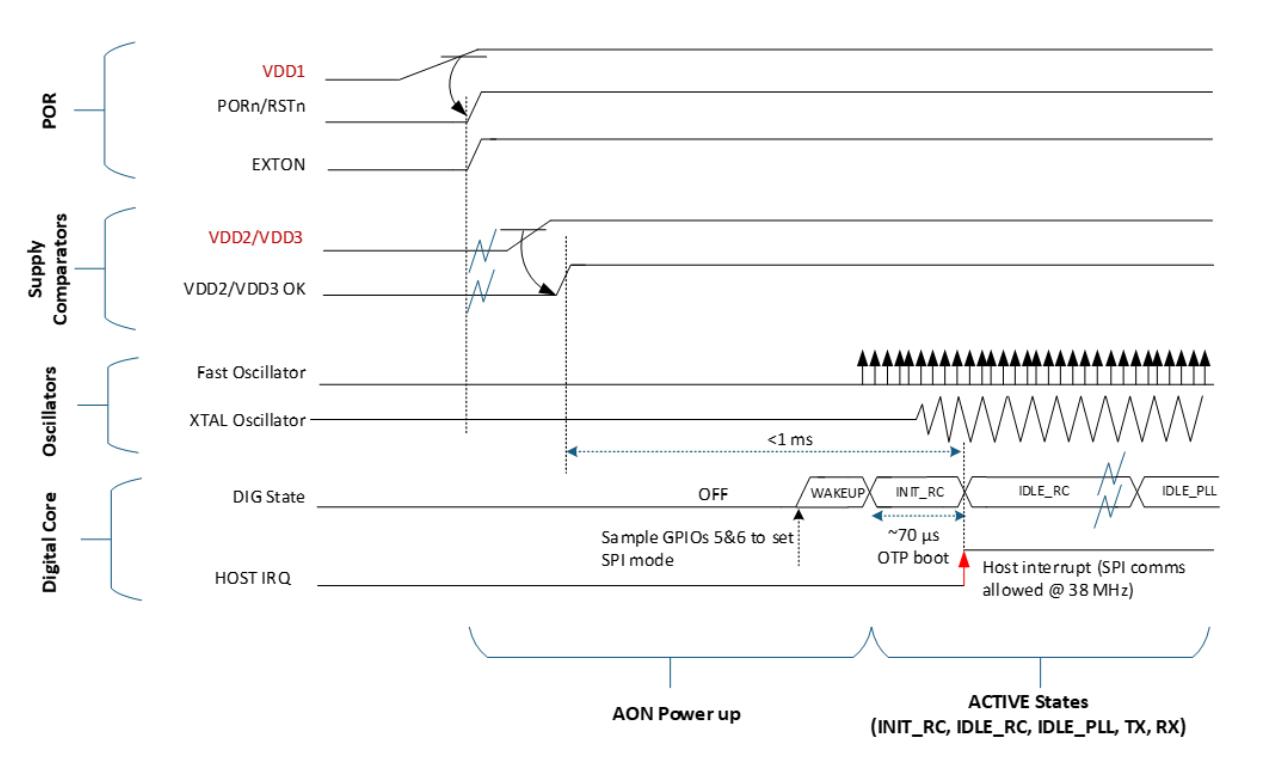 POR
VDD1
PORn/RSTn
EXTON
Supply
Comparators
VDD2/VDD3
VDD2/VDD3 OK
Oscillators
Fast Oscillator
XTAL Oscillator
<1 ms
Digital Core
DIG State
OFF
WAKEUP
INIT_RC
IDLE_RC
IDLE_PLL
Sample GPIOs 5&6 to set
SPI mode
~70 µs
OTP boot
HOST IRQ
Host interrupt (SPI comms
allowed @ 38 MHz)
AON Power up
ACTIVE States
(INIT_RC, IDLE_RC, IDLE_PLL, TX, RX)